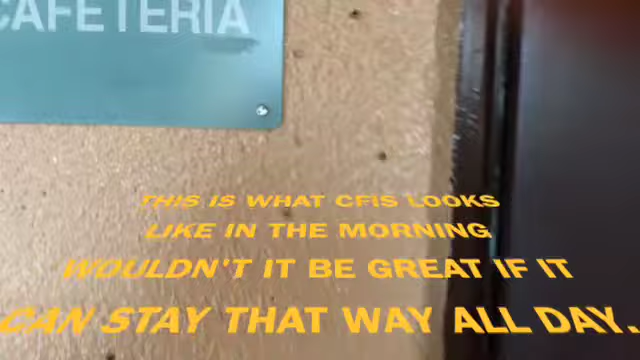 CAFETERIA
THIS IS WHAT CFIS LOOKS
LIKE IN THE MORNING
WOULDN'T IT BE GREAT IF IT
CAN STAY THAT WAY ALL DAY.